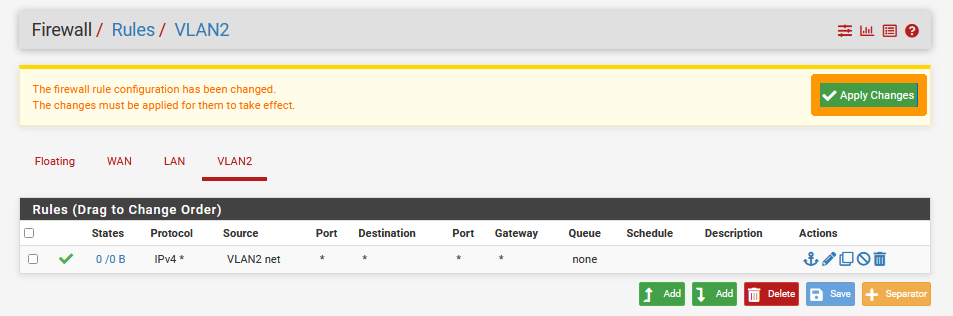 Firewall / Rules / VLAN2
The firewall rule configuration has been changed.
The changes must be applied for them to take effect.
Apply Changes
Floating WAN LAN VLAN2
Rules (Drag to Change Order)
States Protocol Source Port Destination Port Gateway Queue Schedule Description Actions
0 /0 B IPv4 * VLAN2 net * * * * none
Add Add Delete Save Separator